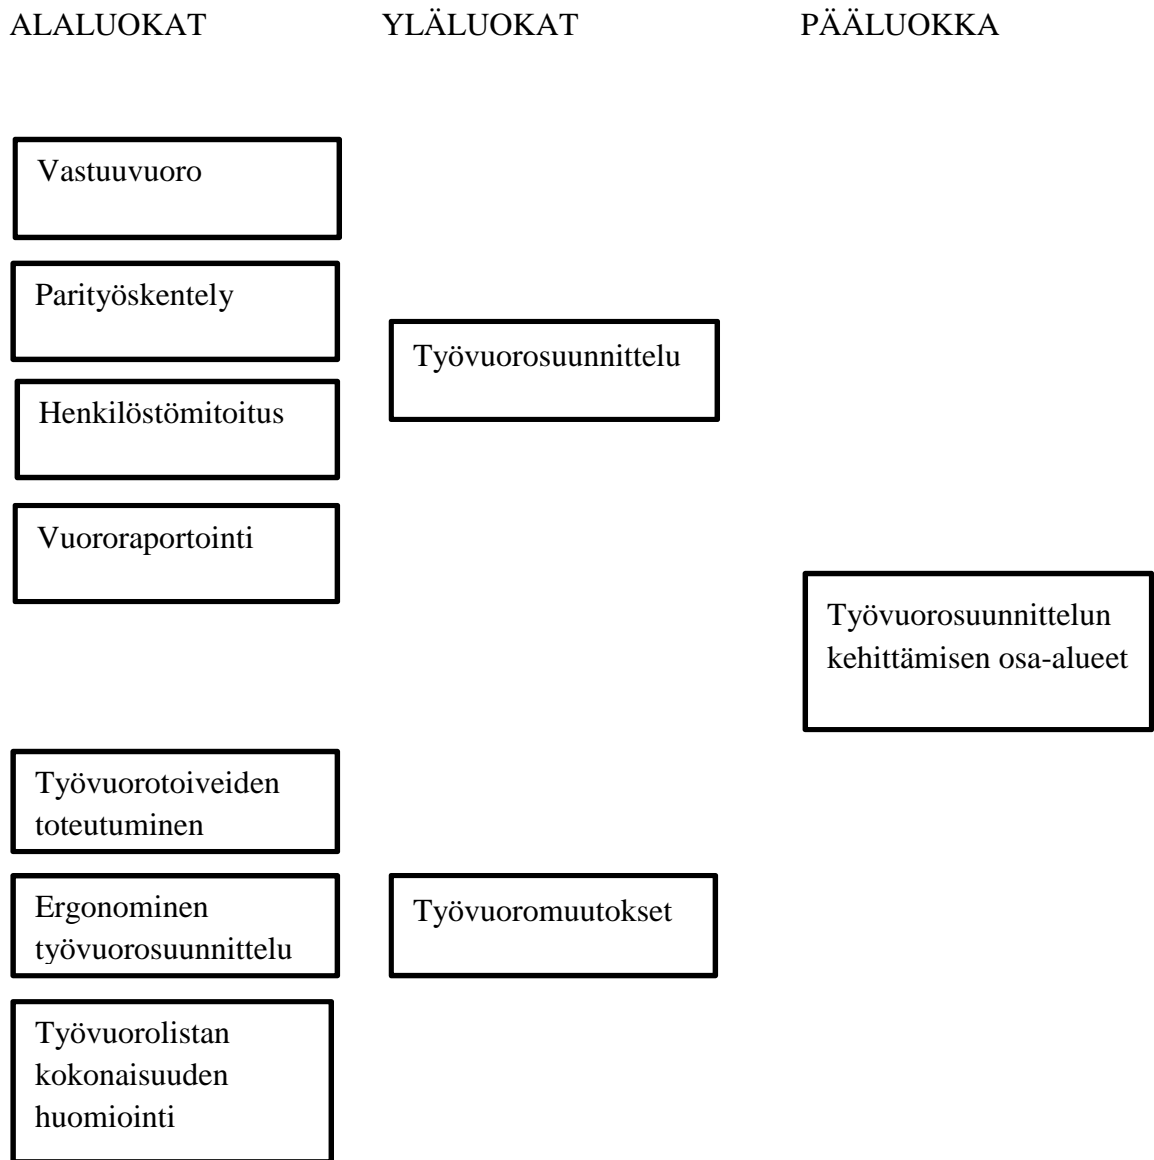 ALALUOKAT YLÄLUOKAT PÄÄLUOKKA
Vastuuvuoro
Parityöskentely
Henkilöstömitoitus
Vuororaportointi
Työvuorosuunnittelu
Työvuorotoiveiden
toteutuminen
Ergonominen
työvuorosuunnittelu
Työvuorolistan
kokonaisuuden
huomiointi
Työvuoromuutokset
Työvuorosuunnittelun
kehittämisen osa-alueet